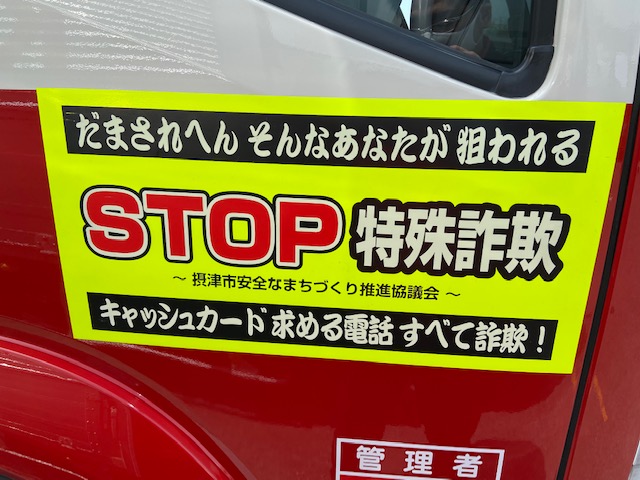 だまされへん そんなあなたが 狙われる
STOP 特殊詐欺
～ 摂津市安全なまちづくり推進協議会 ～
キャッシュカード 求める電話 すべて詐欺！
管理者